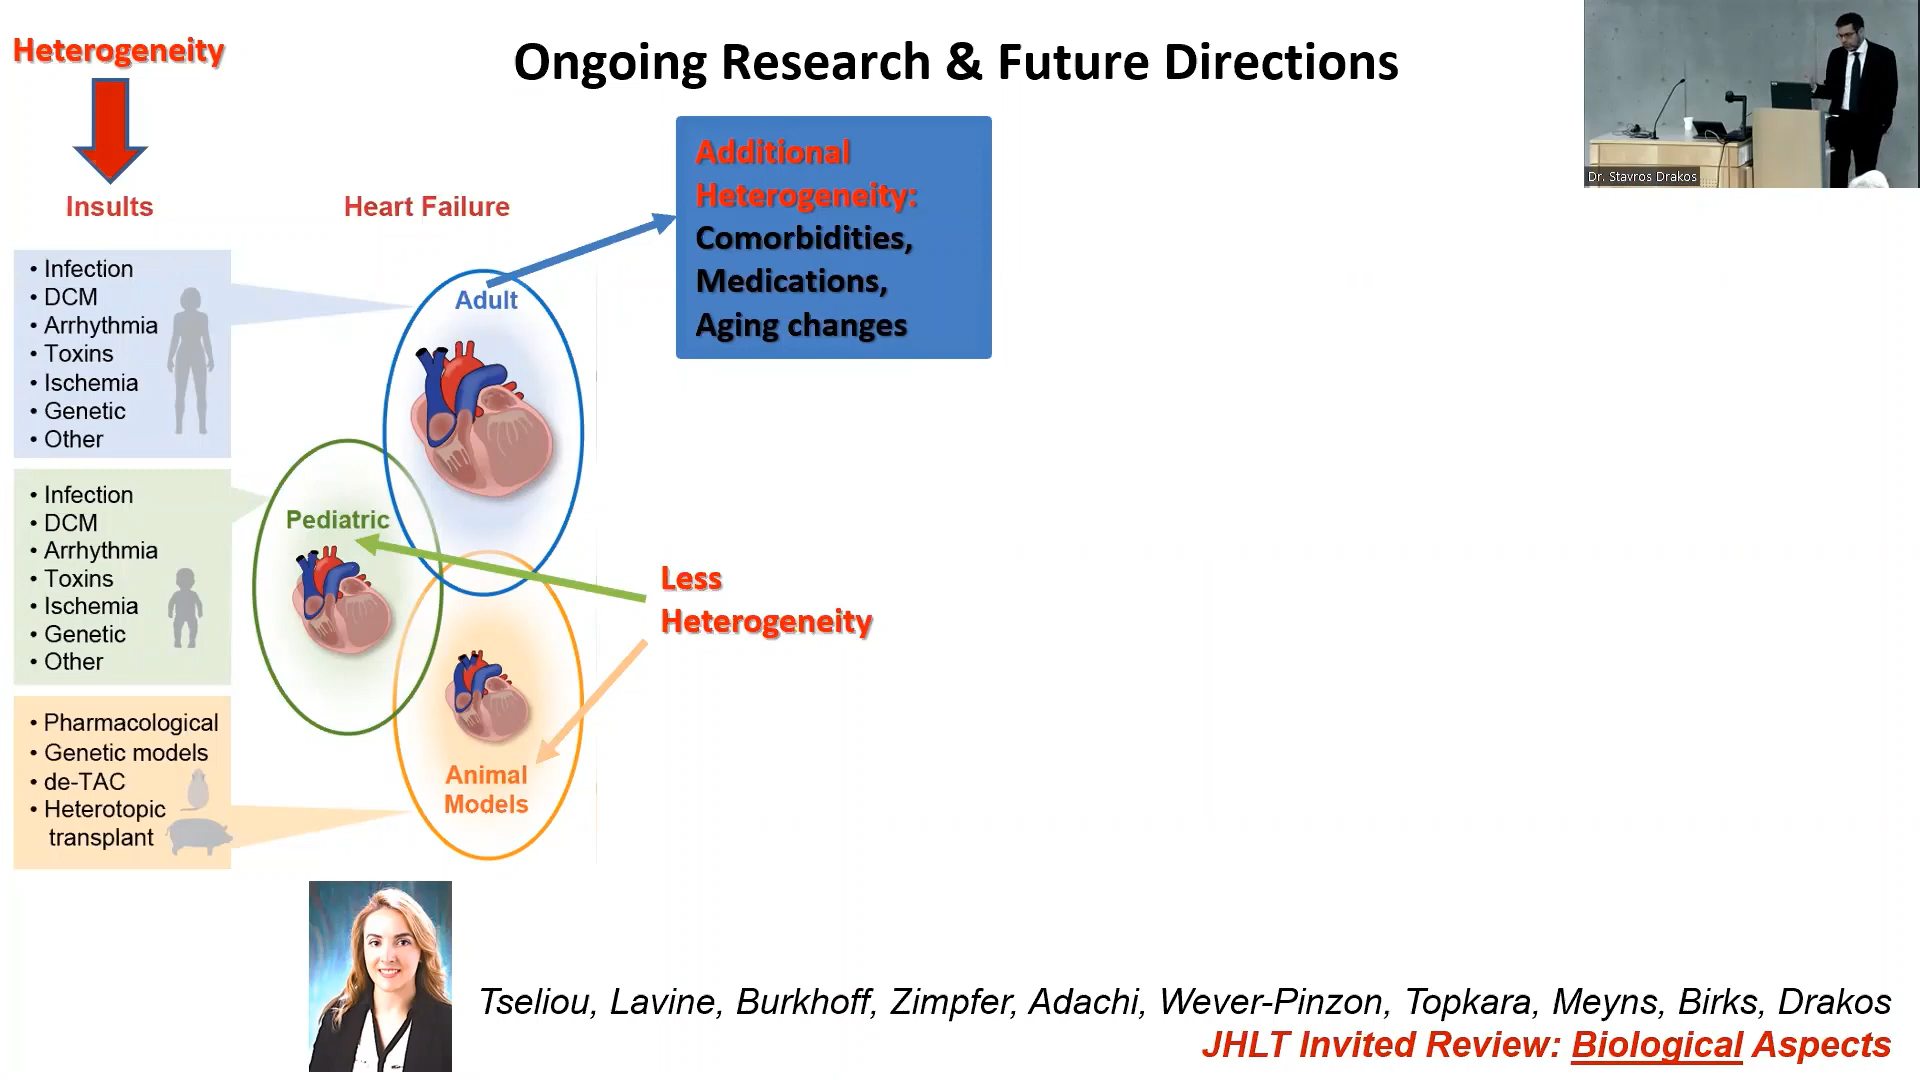 Heterogeneity
Ongoing Research & Future Directions
Dr. Stavros Drakos
Insults
Heart Failure
Additional
Heterogeneity:
Comorbidities,
Medications,
Aging changes
• Infection
• DCM
• Arrhythmia
• Toxins
• Ischemia
• Genetic
• Other
Adult
• Infection
• DCM
• Arrhythmia
• Toxins
• Ischemia
• Genetic
• Other
Pediatric
Less
Heterogeneity
• Pharmacological
• Genetic models
• de-TAC
• Heterotopic
transplant
Animal
Models
Tseliou, Lavine, Burkhoff, Zimpfer, Adachi, Wever-Pinzon, Topkara, Meyns, Birks, Drakos
JHLT Invited Review: Biological Aspects